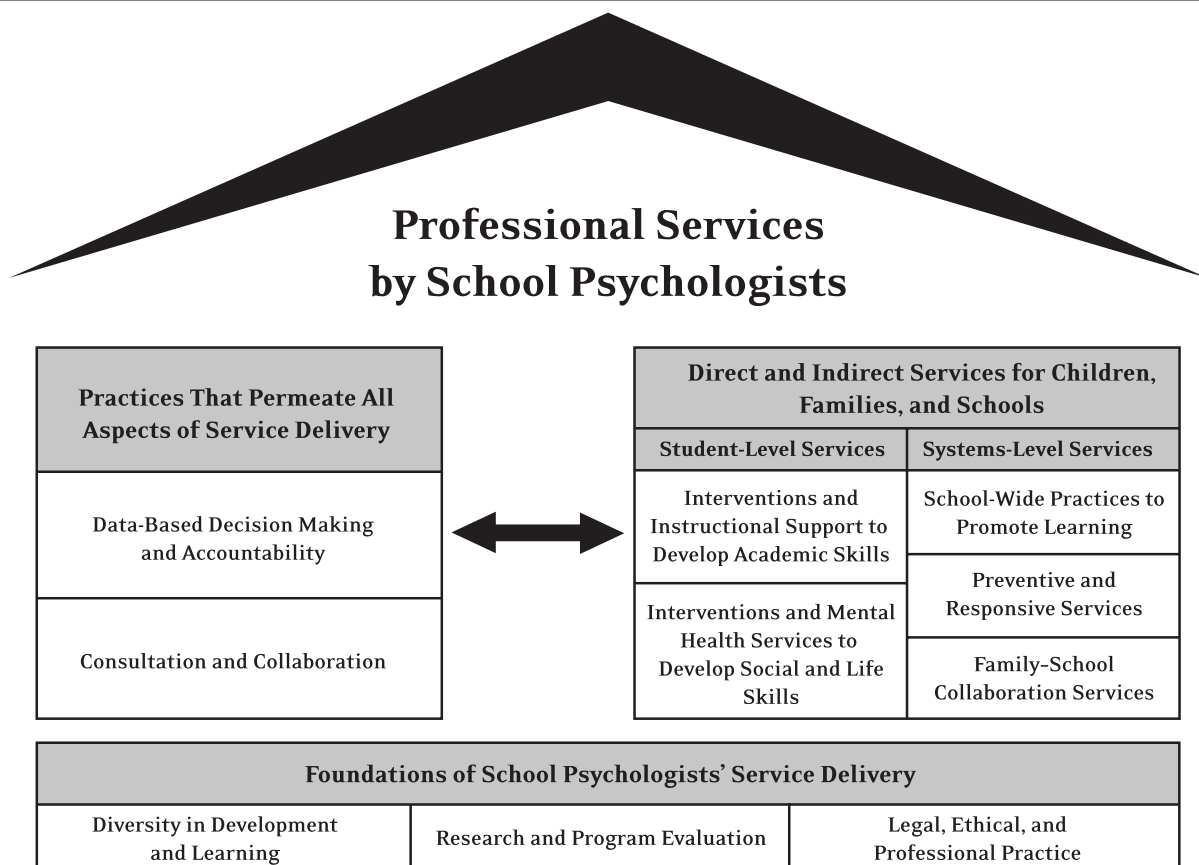 Professional Services
by School Psychologists
Practices That Permeate All
Aspects of Service Delivery
Data-Based Decision Making
and Accountability
Consultation and Collaboration
Direct and Indirect Services for Children,
Families, and Schools
Student-Level Services
Interventions and
Instructional Support to
Develop Academic Skills
Interventions and Mental
Health Services to
Develop Social and Life
Skills
Systems-Level Services
School-Wide Practices to
Promote Learning
Preventive and
Responsive Services
Family–School
Collaboration Services
Foundations of School Psychologists’ Service Delivery
Diversity in Development
and Learning
Research and Program Evaluation
Legal, Ethical, and
Professional Practice